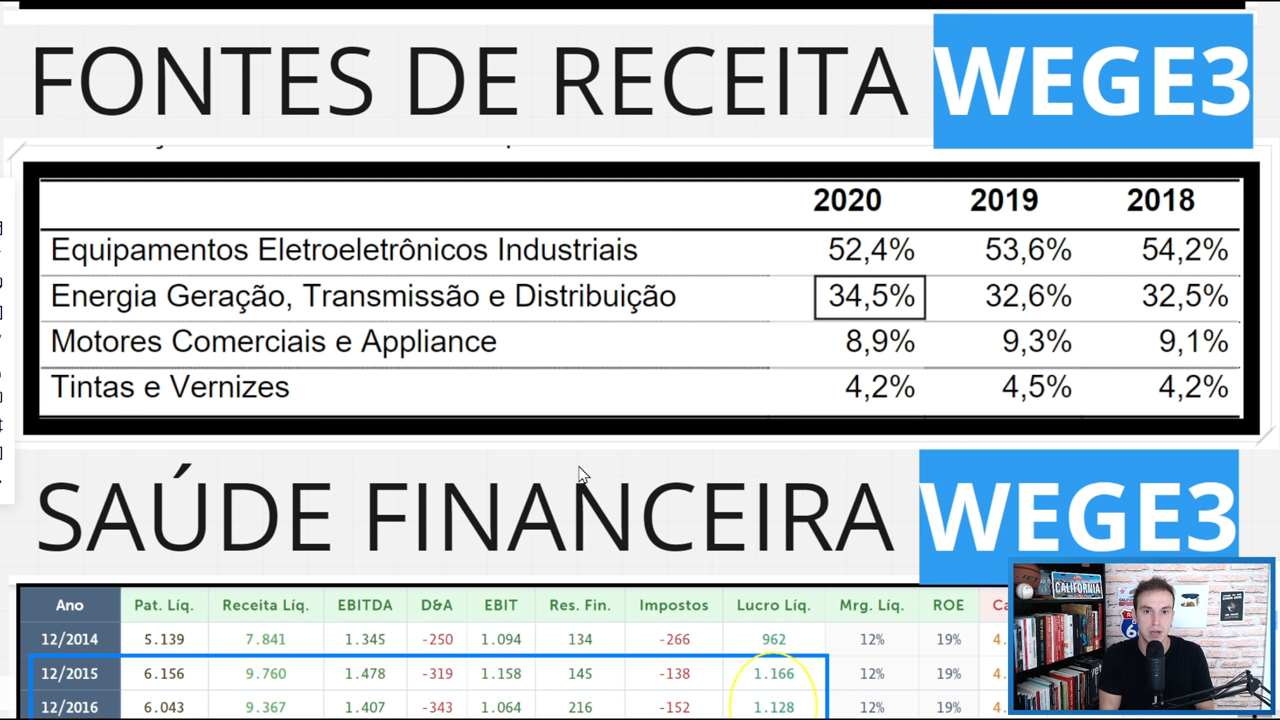 FONTES DE RECEITA WEGE3
2020 2019 2018
Equipamentos Eletroeletrônicos Industriais 52,4% 53,6% 54,2%
Energia Geração, Transmissão e Distribuição 34,5% 32,6% 32,5%
Motores Comerciais e Appliance 8,9% 9,3% 9,1%
Tintas e Vernizes 4,2% 4,5% 4,2%
SAÚDE FINANCEIRA WEGE3
Ano Pat. Líq. Receita Líq. EBITDA D&A EBIT Res. Fin. Impostos Lucro Líq. Mrg. Líq. ROE
12/2014 5.139 7.841 1.345 -250 1.094 134 -266 962 12% 19%
12/2015 6.156 9.760 1.478 -319 1.158 145 -138 1.166 12% 19%
12/2016 6.043 9.367 1.407 -343 1.064 216 -152 1.128 12% 19%
CALIFORNIA